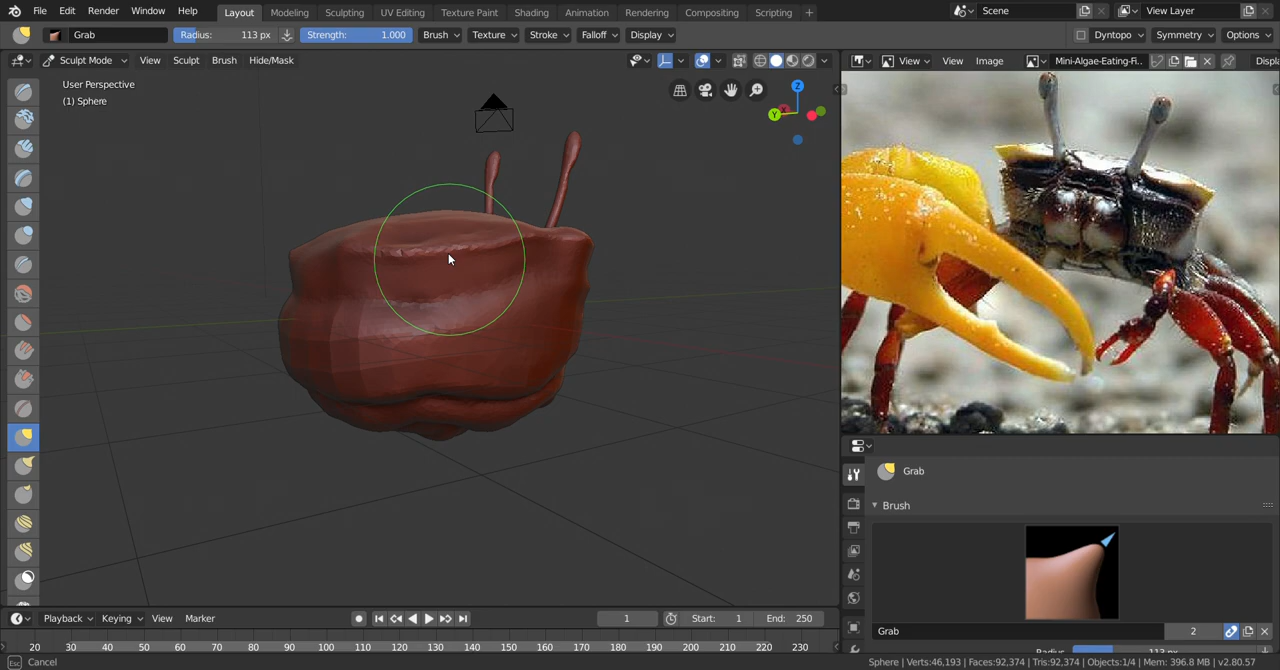 File Edit Render Window Help Layout Modeling Sculpting UV Editing Texture Paint Shading Animation Rendering Compositing Scripting + Scene View Layer
Grab Radius: 113 px Strength: 1.000 Brush Texture Stroke Falloff Display Dyntopo Symmetry Options
Sculpt Mode View Sculpt Brush Hide/Mask View View Image Mini-Algae-Eating-Fi..
User Perspective
(1) Sphere
Z
Y
Grab
Brush
Grab 2
Playback Keying View Marker 1 Start: 1 End: 250
20 30 40 50 60 70 80 90 100 110 120 130 140 150 160 170 180 190 200 210 220 230
Esc Cancel Sphere | Verts:46,193 | Faces:92,374 | Tris:92,374 | Objects:1/4 | Mem: 396.8 MB | v2.80.57